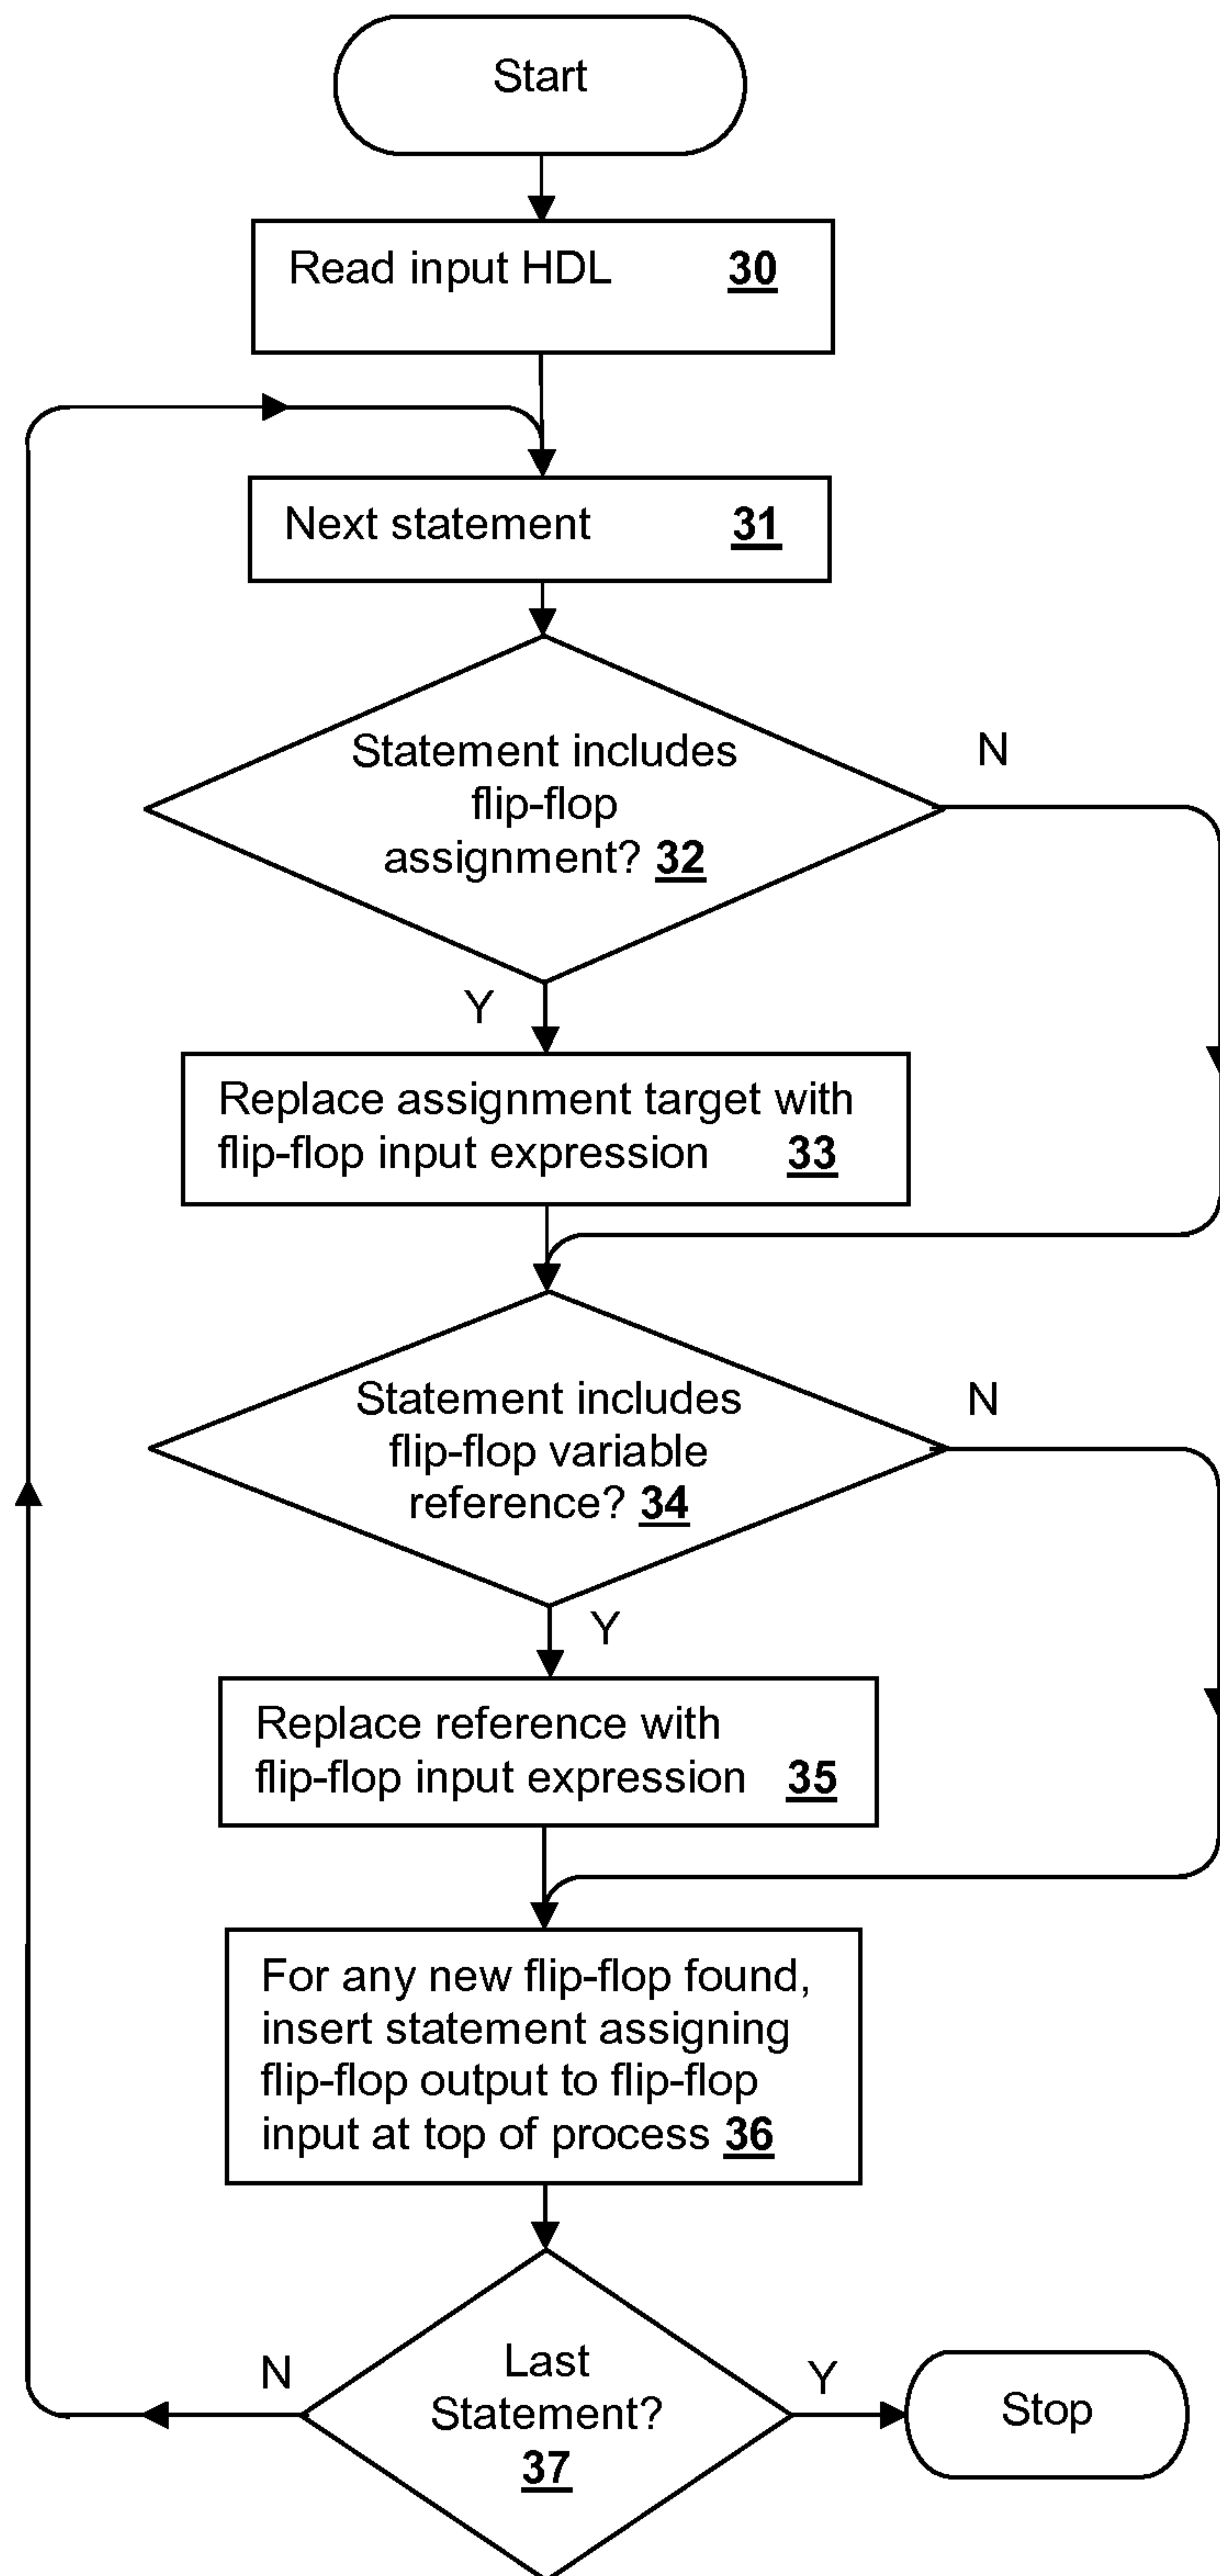 Start
Read input HDL 30
Next statement 31
Statement includes
flip-flop
assignment? 32
N
Y
Replace assignment target with
flip-flop input expression 33
Statement includes
flip-flop variable
reference? 34
N
Y
Replace reference with
flip-flop input expression 35
For any new flip-flop found,
insert statement assigning
flip-flop output to flip-flop
input at top of process 36
Last
Statement?
37
N
Y
Stop